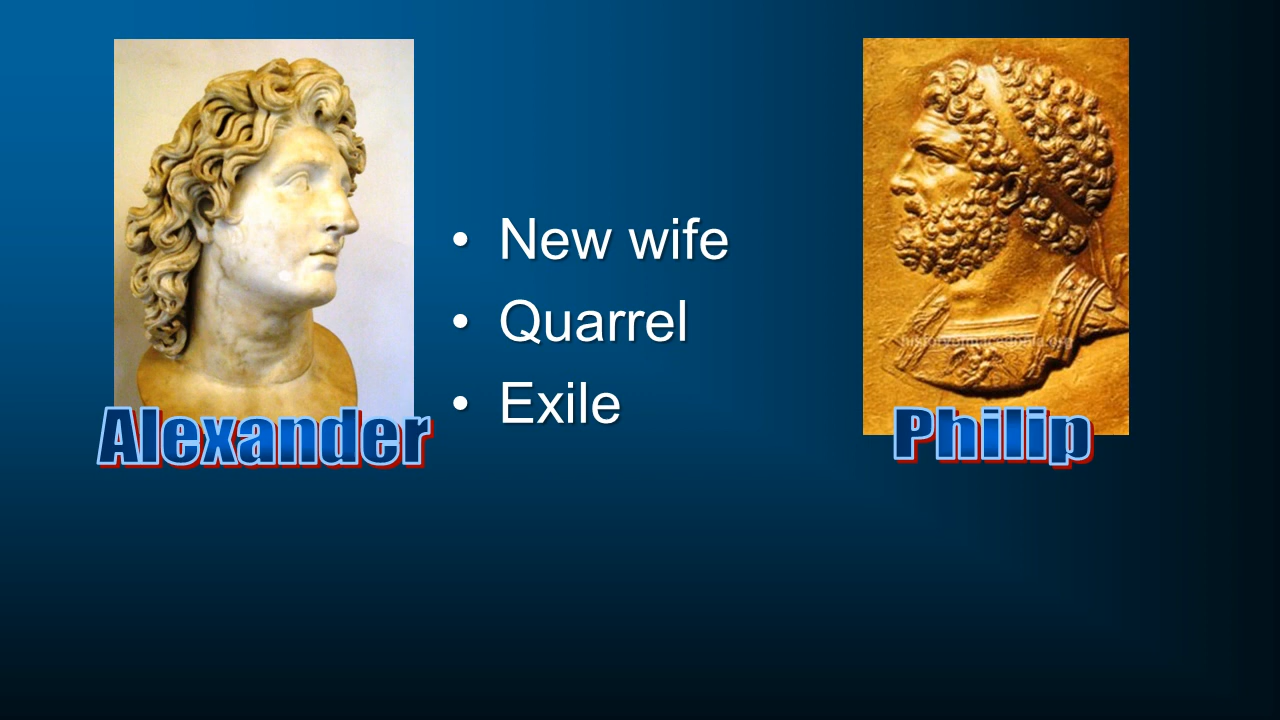 • New wife
• Quarrel
• Exile
Alexander
Philip